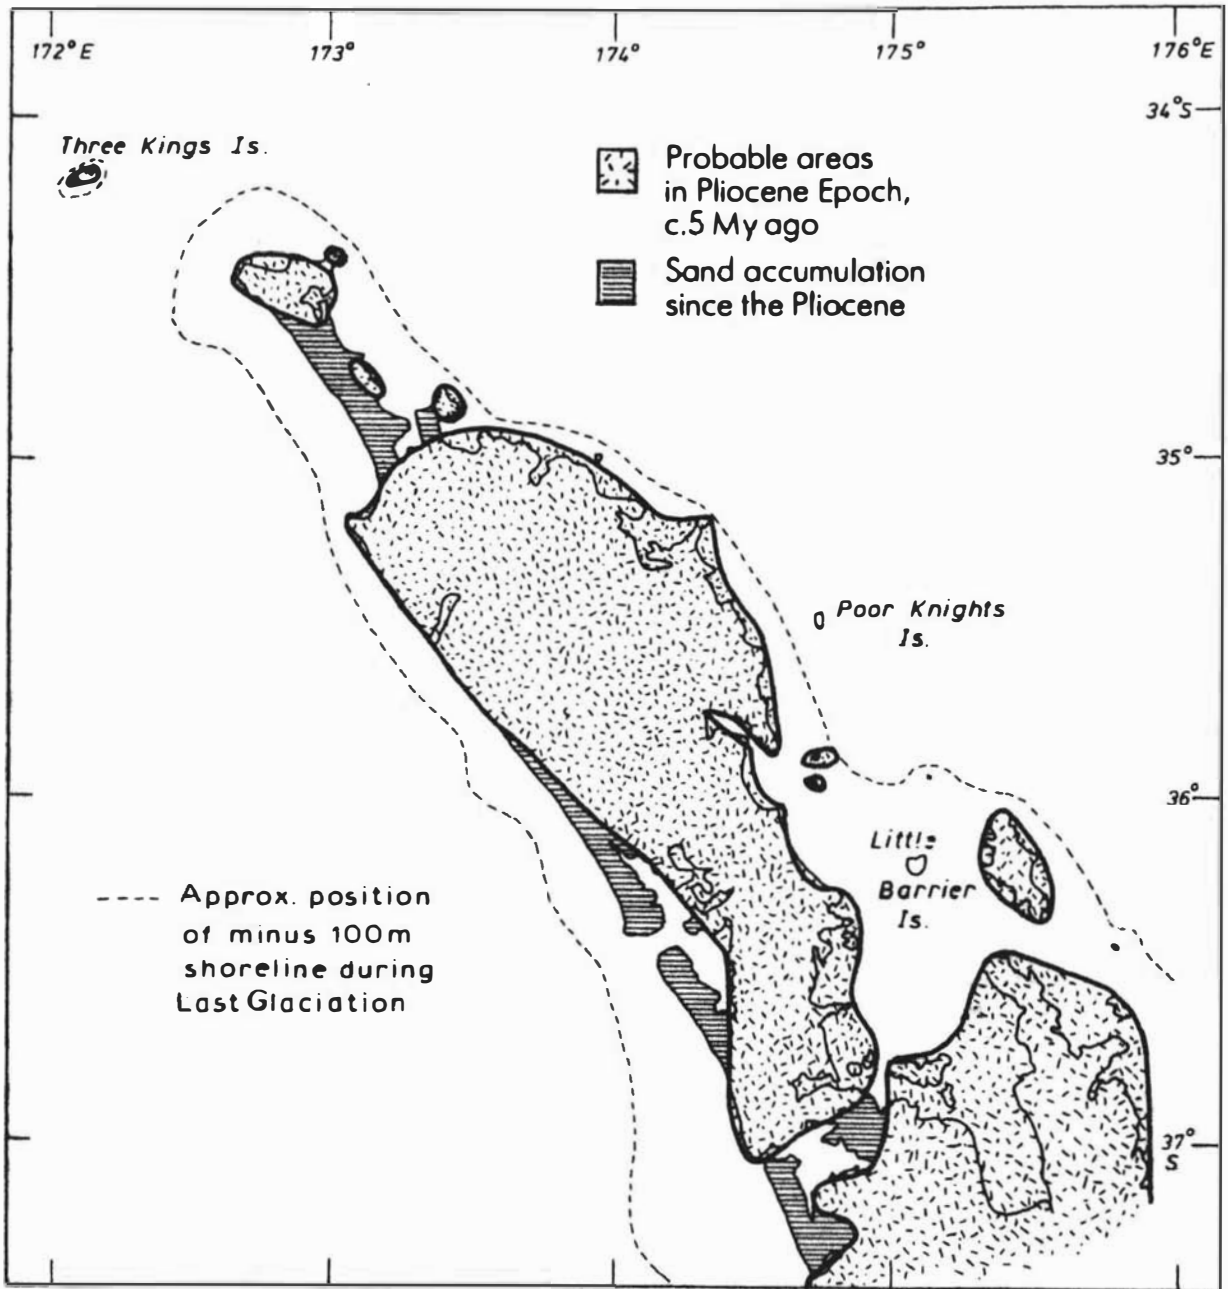 172°E
173°
174°
175°
176°E
34°S
Three Kings Is.
Probable areas
in Pliocene Epoch,
c.5 My ago
Sand accumulation
since the Pliocene
35°
Poor Knights
Is.
36°
Little
Barrier
Is.
Approx. position
of minus 100m
shoreline during
Last Glaciation
37°
S